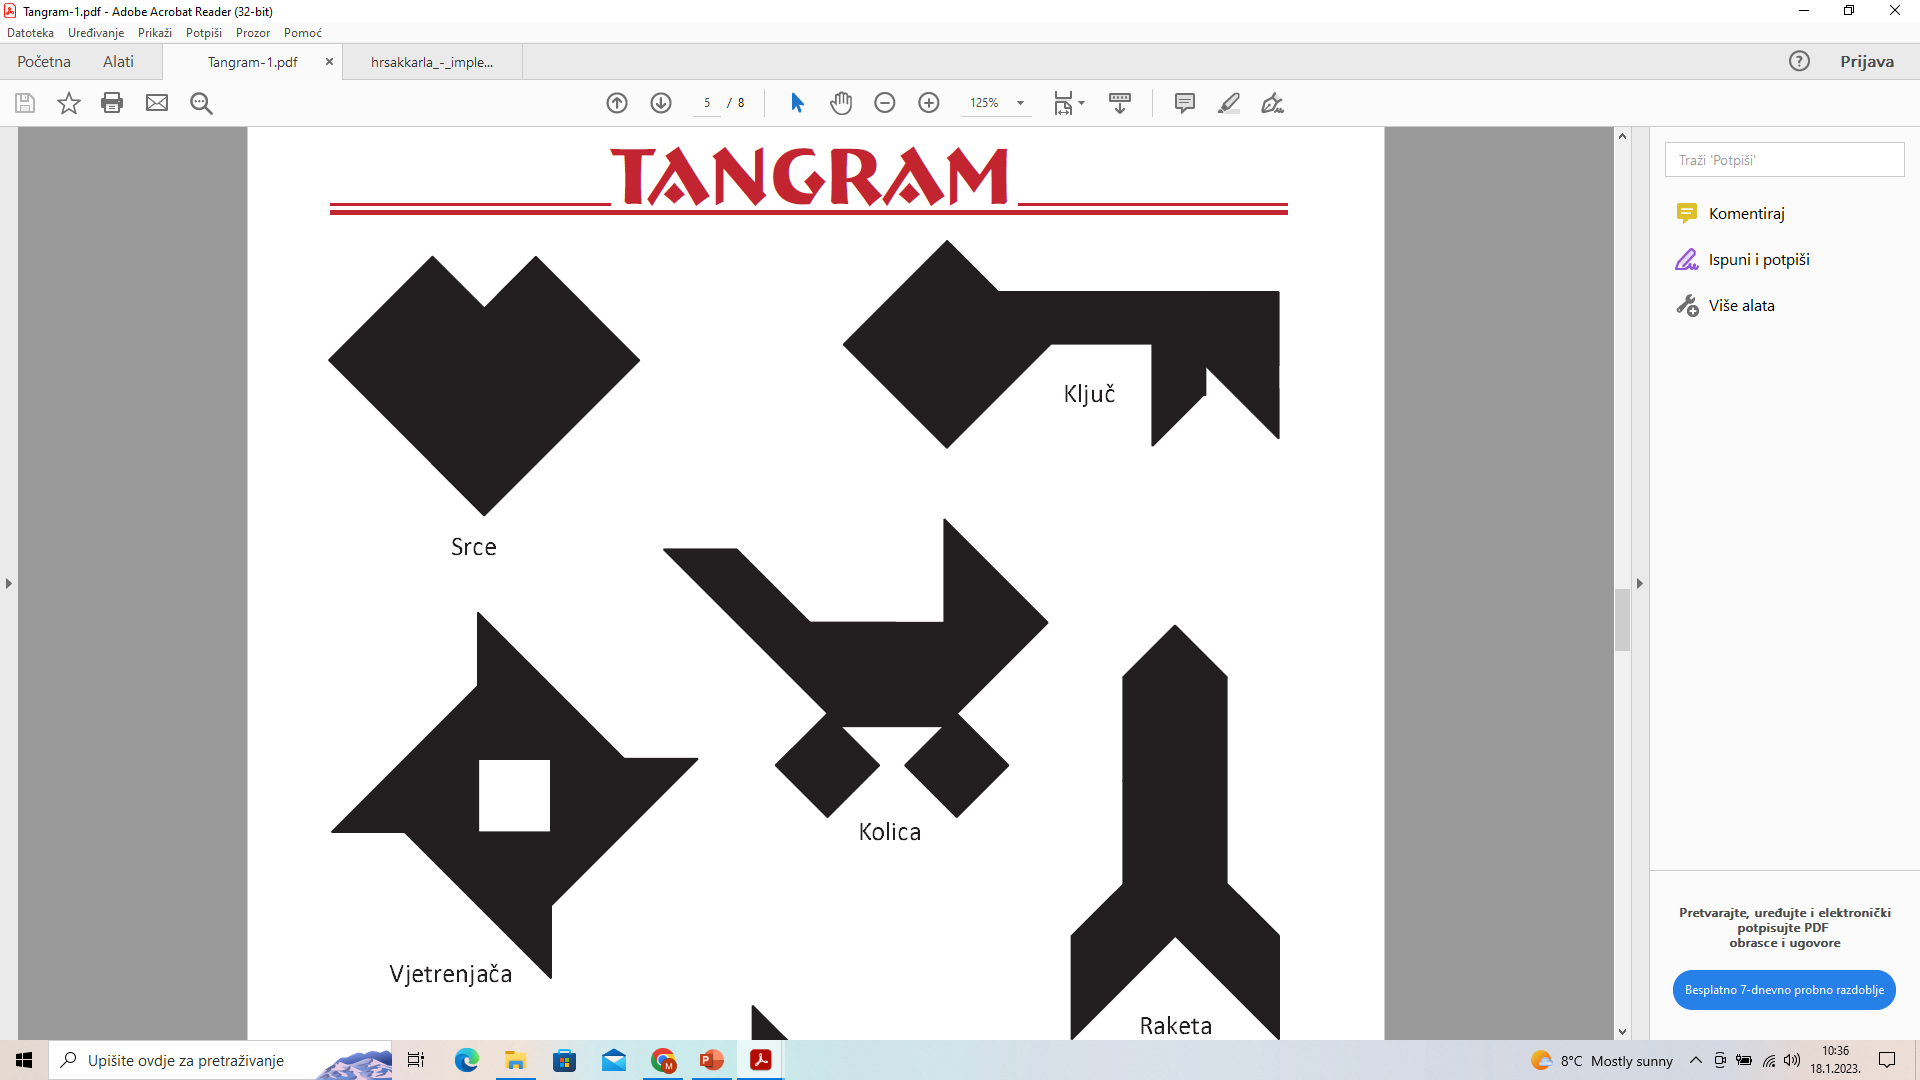 Tangram-1.pdf - Adobe Acrobat Reader (32-bit)
Datoteka Uređivanje Prikaži Potpiši Prozor Pomoć
Početna Alati Tangram-1.pdf × hrsakkarla_-_imple... ? Prijava
5 / 8 125%
TANGRAM
Srce
Ključ
Kolica
Vjetrenjača
Raketa
Traži 'Potpiši'
Komentiraj
Ispuni i potpiši
Više alata
Pretvarajte, uređujte i elektronički
potpisujte PDF
obrasce i ugovore
Besplatno 7-dnevno probno razdoblje
Upišite ovdje za pretraživanje
8°C Mostly sunny
10:36
18.1.2023.